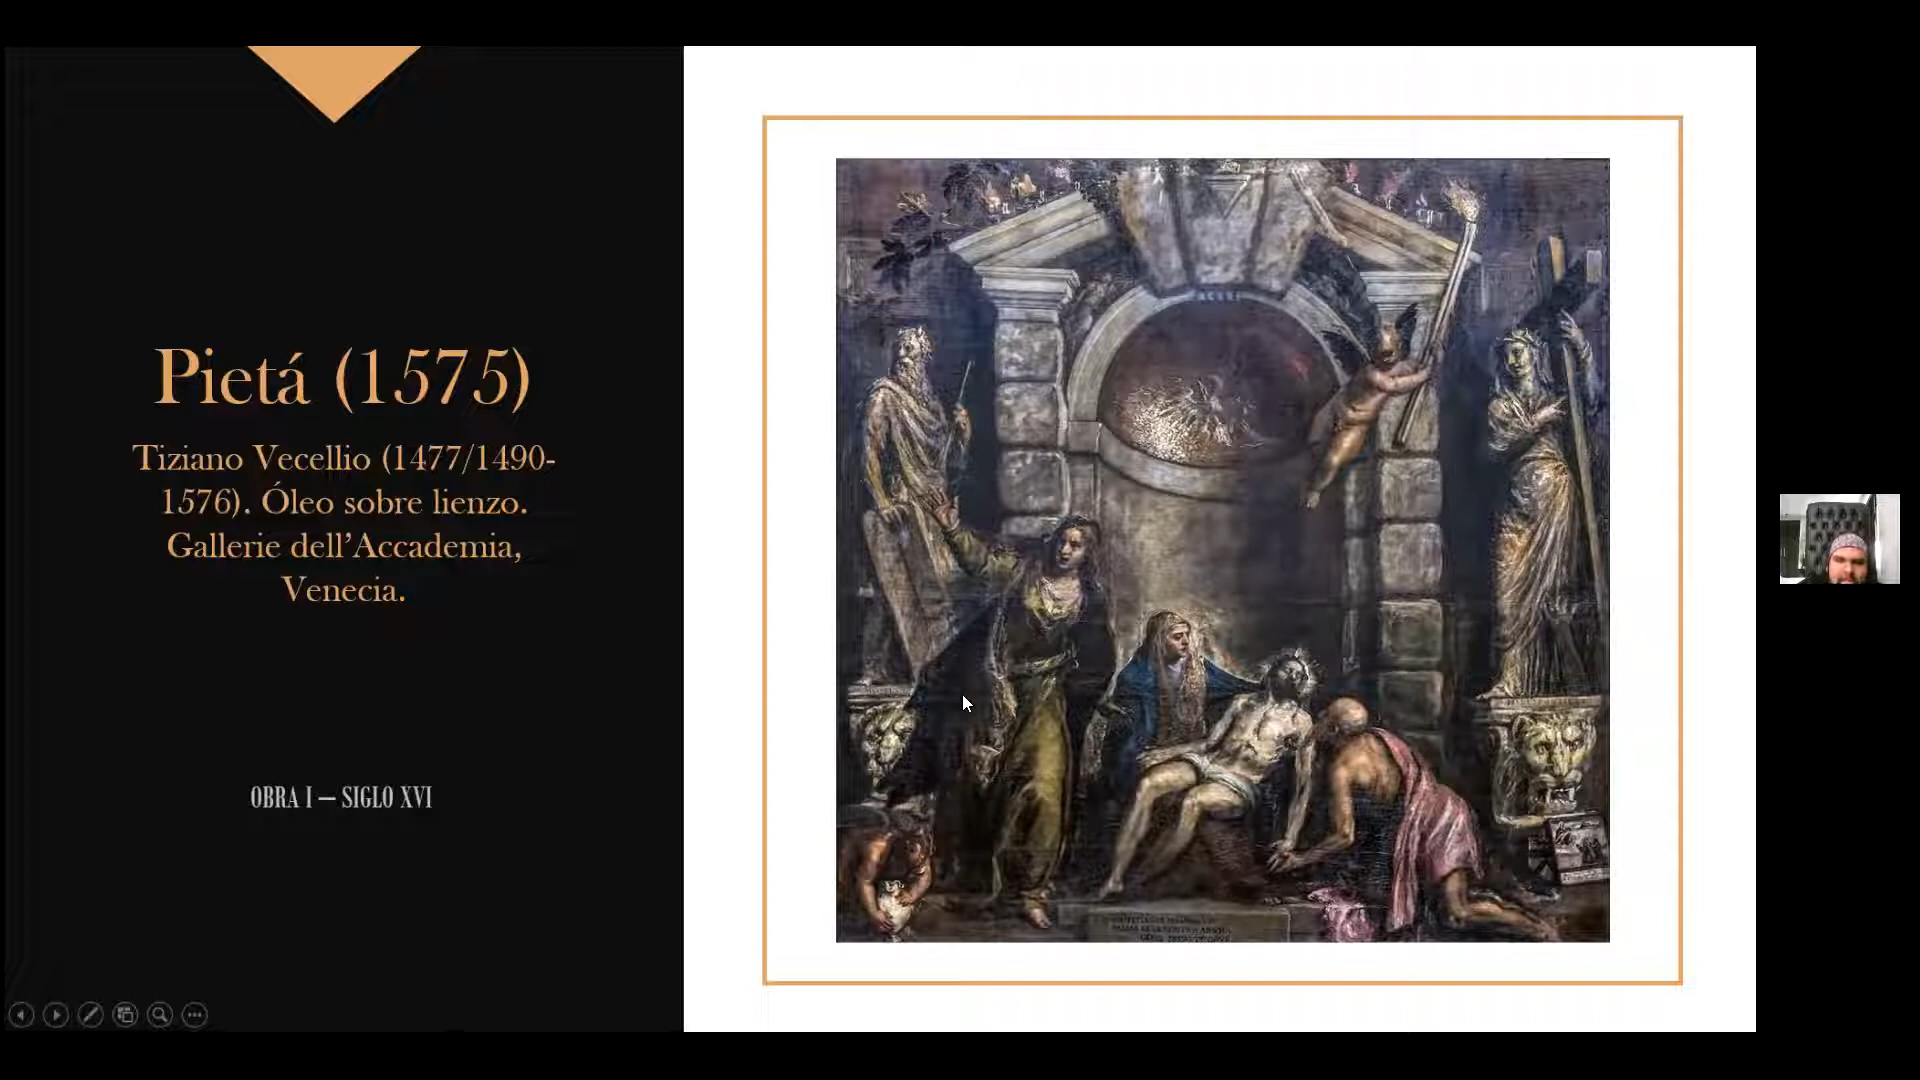 Pietá (1575)
Tiziano Vecellio (1477/1490-
1576). Óleo sobre lienzo.
Gallerie dell’Accademia,
Venecia.
OBRA I – SIGLO XVI